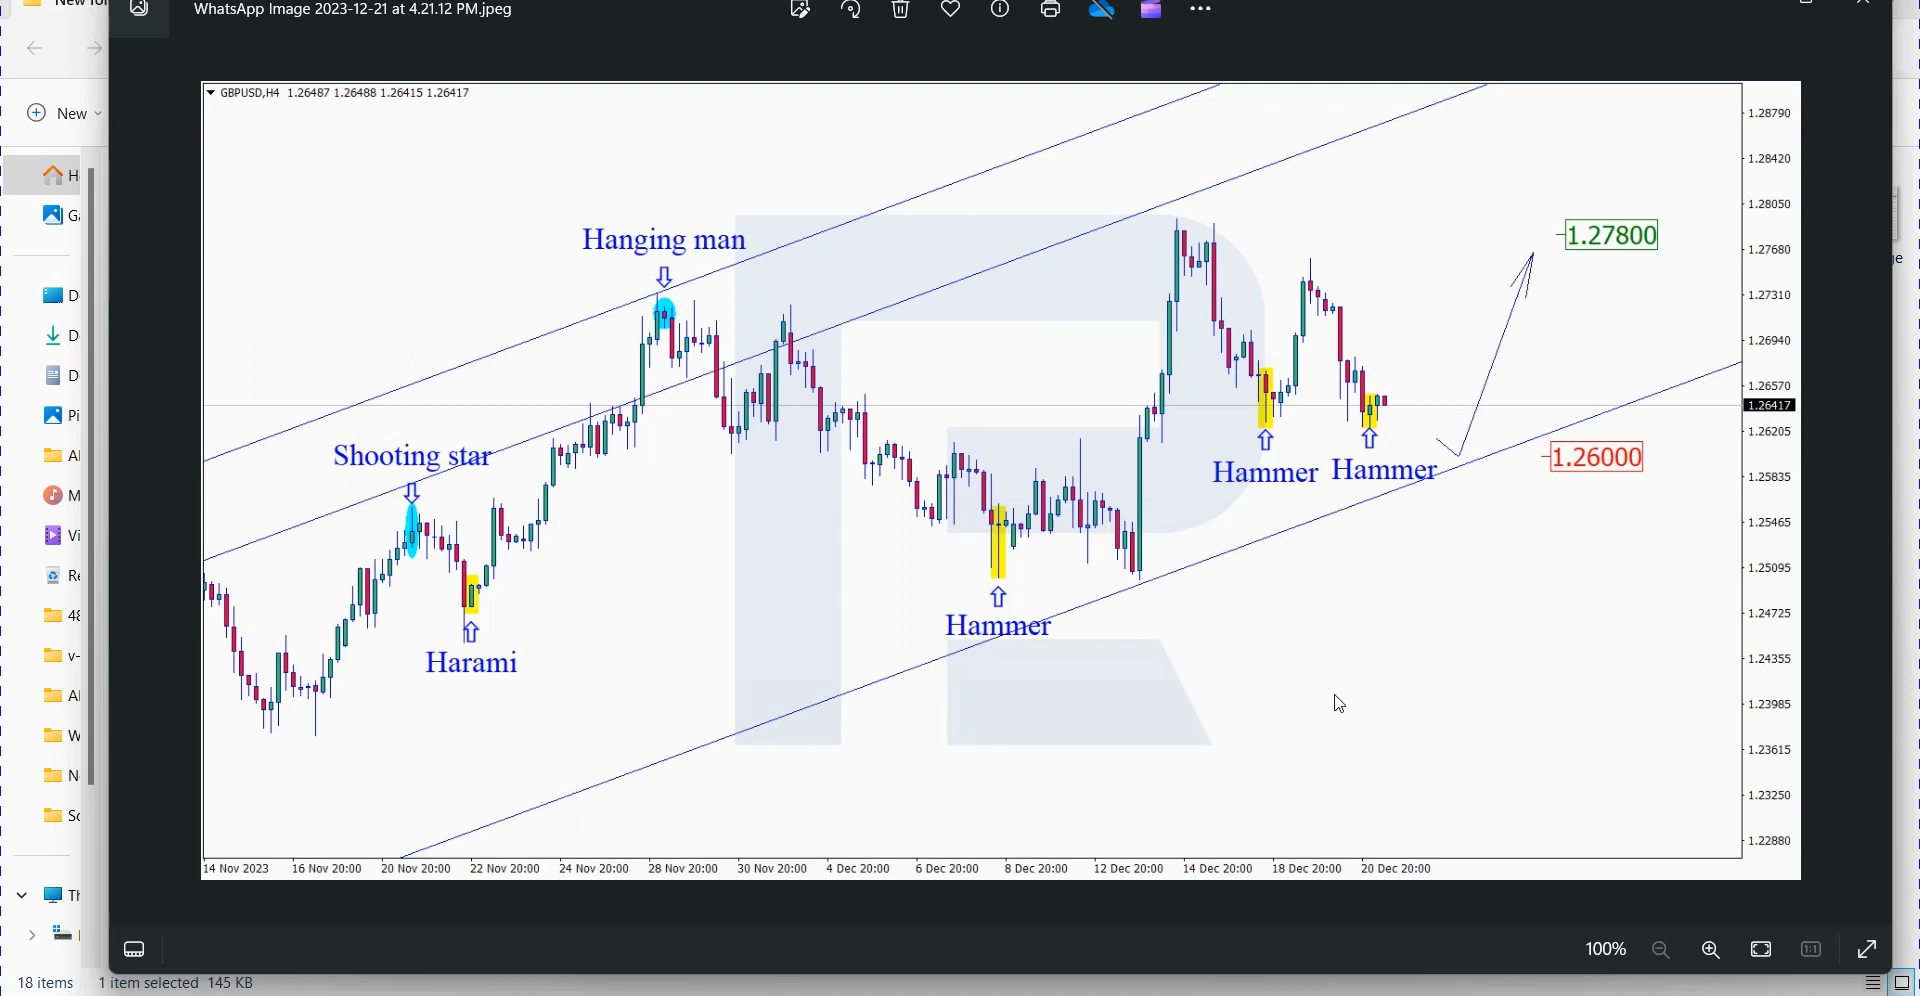 WhatsApp Image 2023-12-21 at 4.21.12 PM.jpeg
New
GBPUSD,H4 1.26487 1.26488 1.26415 1.26417
1.28790
1.28420
1.28050
Hanging man
1.27800
1.27680
1.27310
1.26940
1.26570
1.26417
1.26205
Shooting star
1.26000
Hammer
Hammer
1.25835
1.25465
1.25095
Hammer
1.24725
Harami
1.24355
1.23985
1.23615
1.23250
1.22880
14 Nov 2023
16 Nov 20:00
20 Nov 20:00
22 Nov 20:00
24 Nov 20:00
28 Nov 20:00
30 Nov 20:00
4 Dec 20:00
6 Dec 20:00
8 Dec 20:00
12 Dec 20:00
14 Dec 20:00
18 Dec 20:00
20 Dec 20:00
100%
1:1
18 items
1 item selected 145 KB